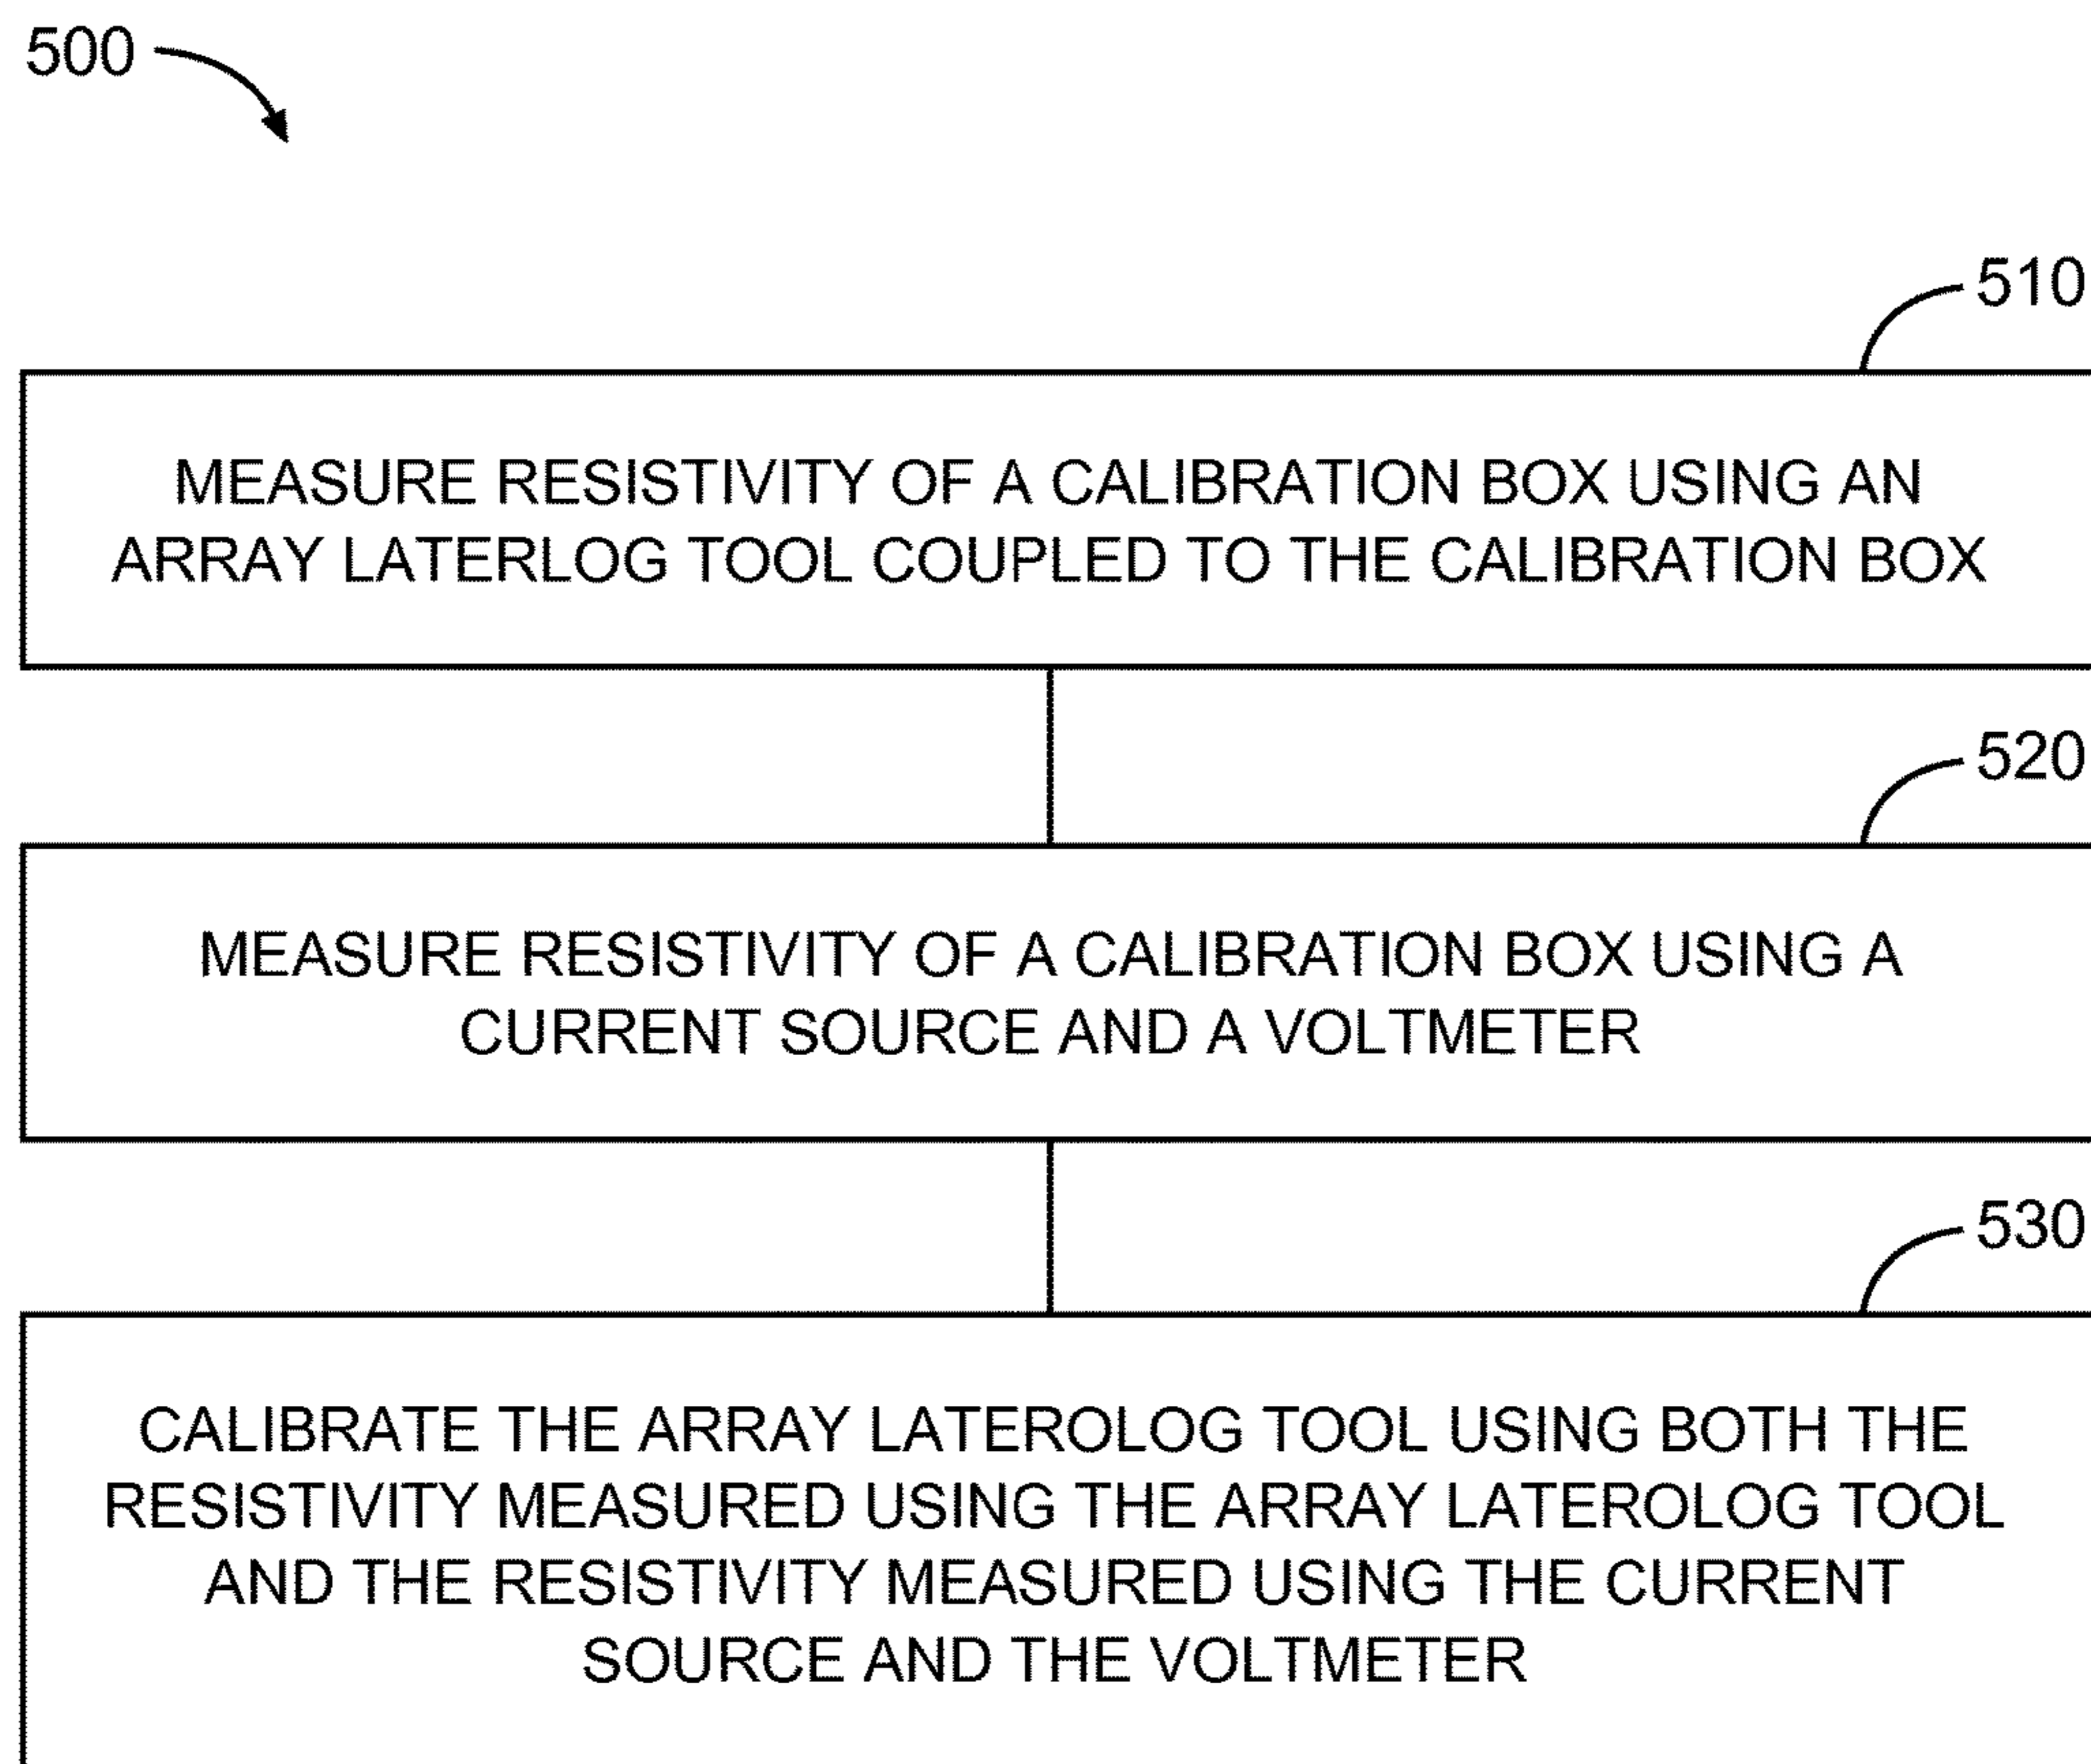 500
510
MEASURE RESISTIVITY OF A CALIBRATION BOX USING AN
ARRAY LATERLOG TOOL COUPLED TO THE CALIBRATION BOX
520
MEASURE RESISTIVITY OF A CALIBRATION BOX USING A
CURRENT SOURCE AND A VOLTMETER
530
CALIBRATE THE ARRAY LATEROLOG TOOL USING BOTH THE
RESISTIVITY MEASURED USING THE ARRAY LATEROLOG TOOL
AND THE RESISTIVITY MEASURED USING THE CURRENT
SOURCE AND THE VOLTMETER